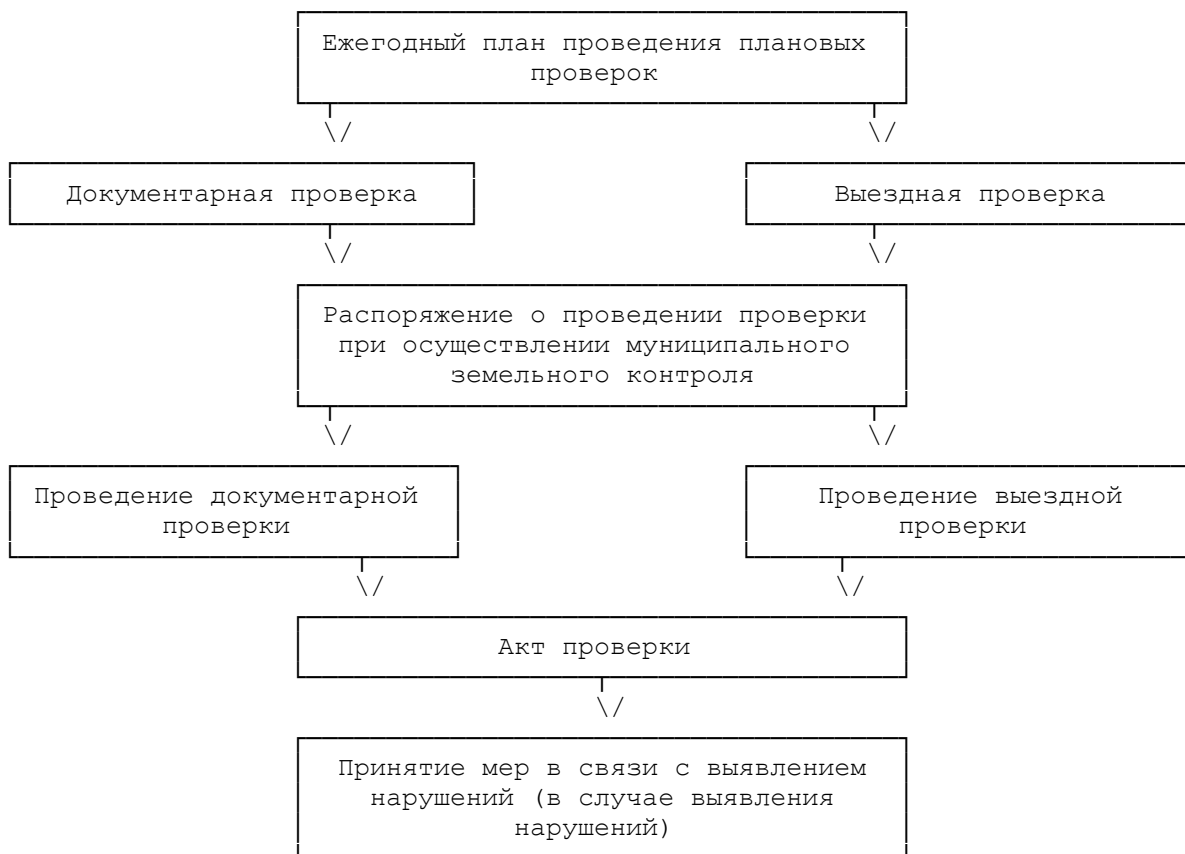 Ежегодный план проведения плановых
проверок
\/ \/
Документарная проверка Выездная проверка
\/ \/
Распоряжение о проведении проверки
при осуществлении муниципального
земельного контроля
\/ \/
Проведение документарной Проведение выездной
проверки проверки
\/ \/
Акт проверки
\/
Принятие мер в связи с выявлением
нарушений (в случае выявления
нарушений)